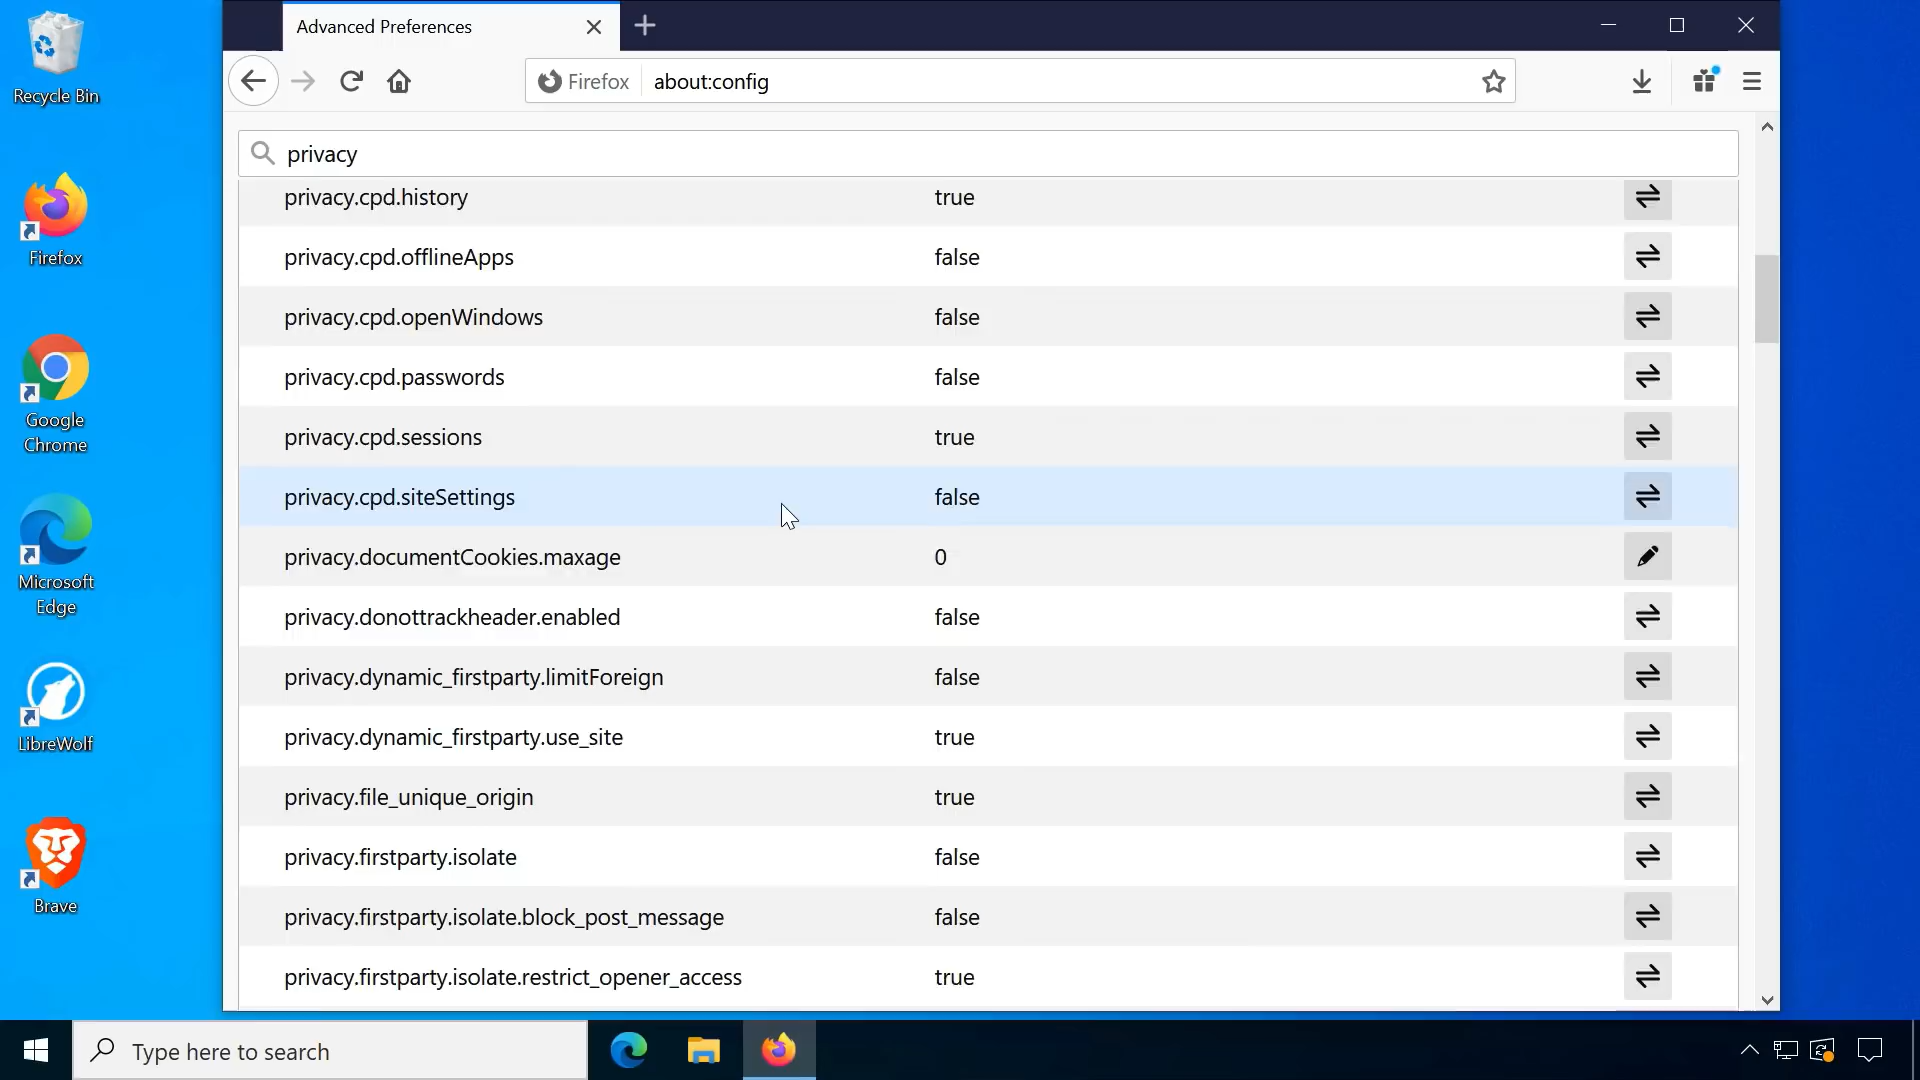 Advanced Preferences
Firefox
about:config
privacy
privacy.cpd.history true
privacy.cpd.offlineApps false
privacy.cpd.openWindows false
privacy.cpd.passwords false
privacy.cpd.sessions true
privacy.cpd.siteSettings false
privacy.documentCookies.maxage 0
privacy.donottrackheader.enabled false
privacy.dynamic_firstparty.limitForeign false
privacy.dynamic_firstparty.use_site true
privacy.file_unique_origin true
privacy.firstparty.isolate false
privacy.firstparty.isolate.block_post_message false
privacy.firstparty.isolate.restrict_opener_access true
Recycle Bin
Firefox
Google
Chrome
Microsoft
Edge
LibreWolf
Brave
Type here to search